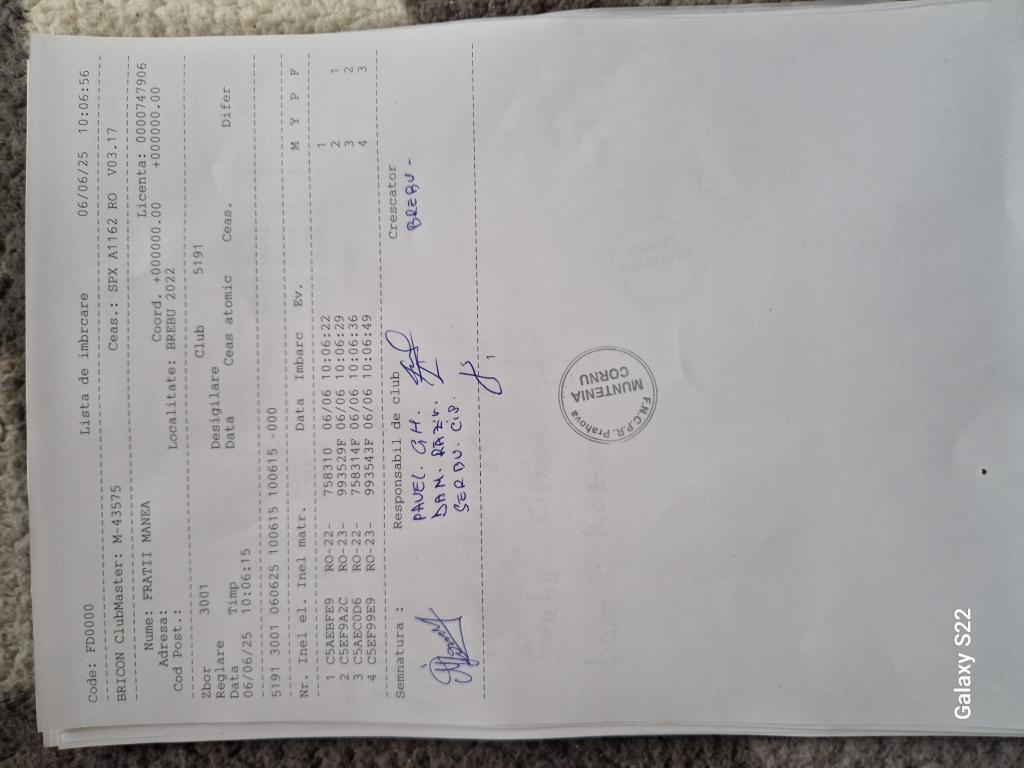 Code: FD0000 Lista de imbrcare 06/06/25 10:06:56
BRICON ClubMaster: M-43575 Ceas.: SPX A1162 RO V03.17
Nume: FRATII MANEA Licenta: 0000747906
Adresa: Coord. +000000.00 +000000.00
Cod Post.: Localitate: BREBU 2022
Zbor 3001 Club 5191
Reglare Desigilare
Data Timp Data Ceas atomic Ceas. Difer
06/06/25 10:06:15
5191 3001 060625 100615 100615 -000
Nr. Inel el. Inel matr. Data Imbarc Ev. M Y P F
1 C5AEBFE9 RO-22- 758310 06/06 10:06:22 1
2 C5EF9A2C RO-23- 993529F 06/06 10:06:29 2 1
3 C5AEC0D6 RO-22- 758314F 06/06 10:06:36 3 2
4 C5EF99E9 RO-23- 993543F 06/06 10:06:49 4 3
Semnatura : Responsabil de club Crescator
PAVEL. GH. BREBU -
DAM. RAZV.
SERBU. CIS.
1
F.N.C.P.R. Prahova
MUNTENIA
CORNU
Galaxy S22